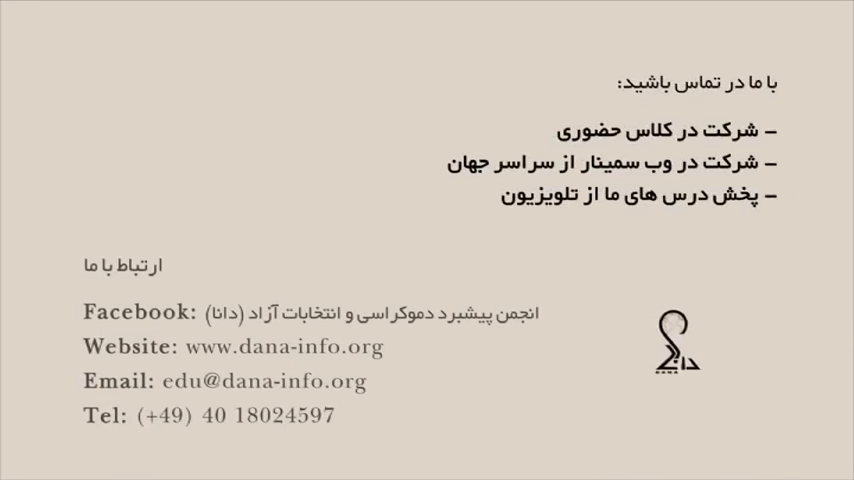 با ما در تماس باشید:
- شرکت در کلاس حضوری
- شرکت در وب سمینار از سراسر جهان
- پخش درس های ما از تلویزیون
ارتباط با ما
Facebook: انجمن پیشبرد دموکراسی و انتخابات آزاد (دانا)
Website: www.dana-info.org
Email: edu@dana-info.org
Tel: (+49) 40 18024597